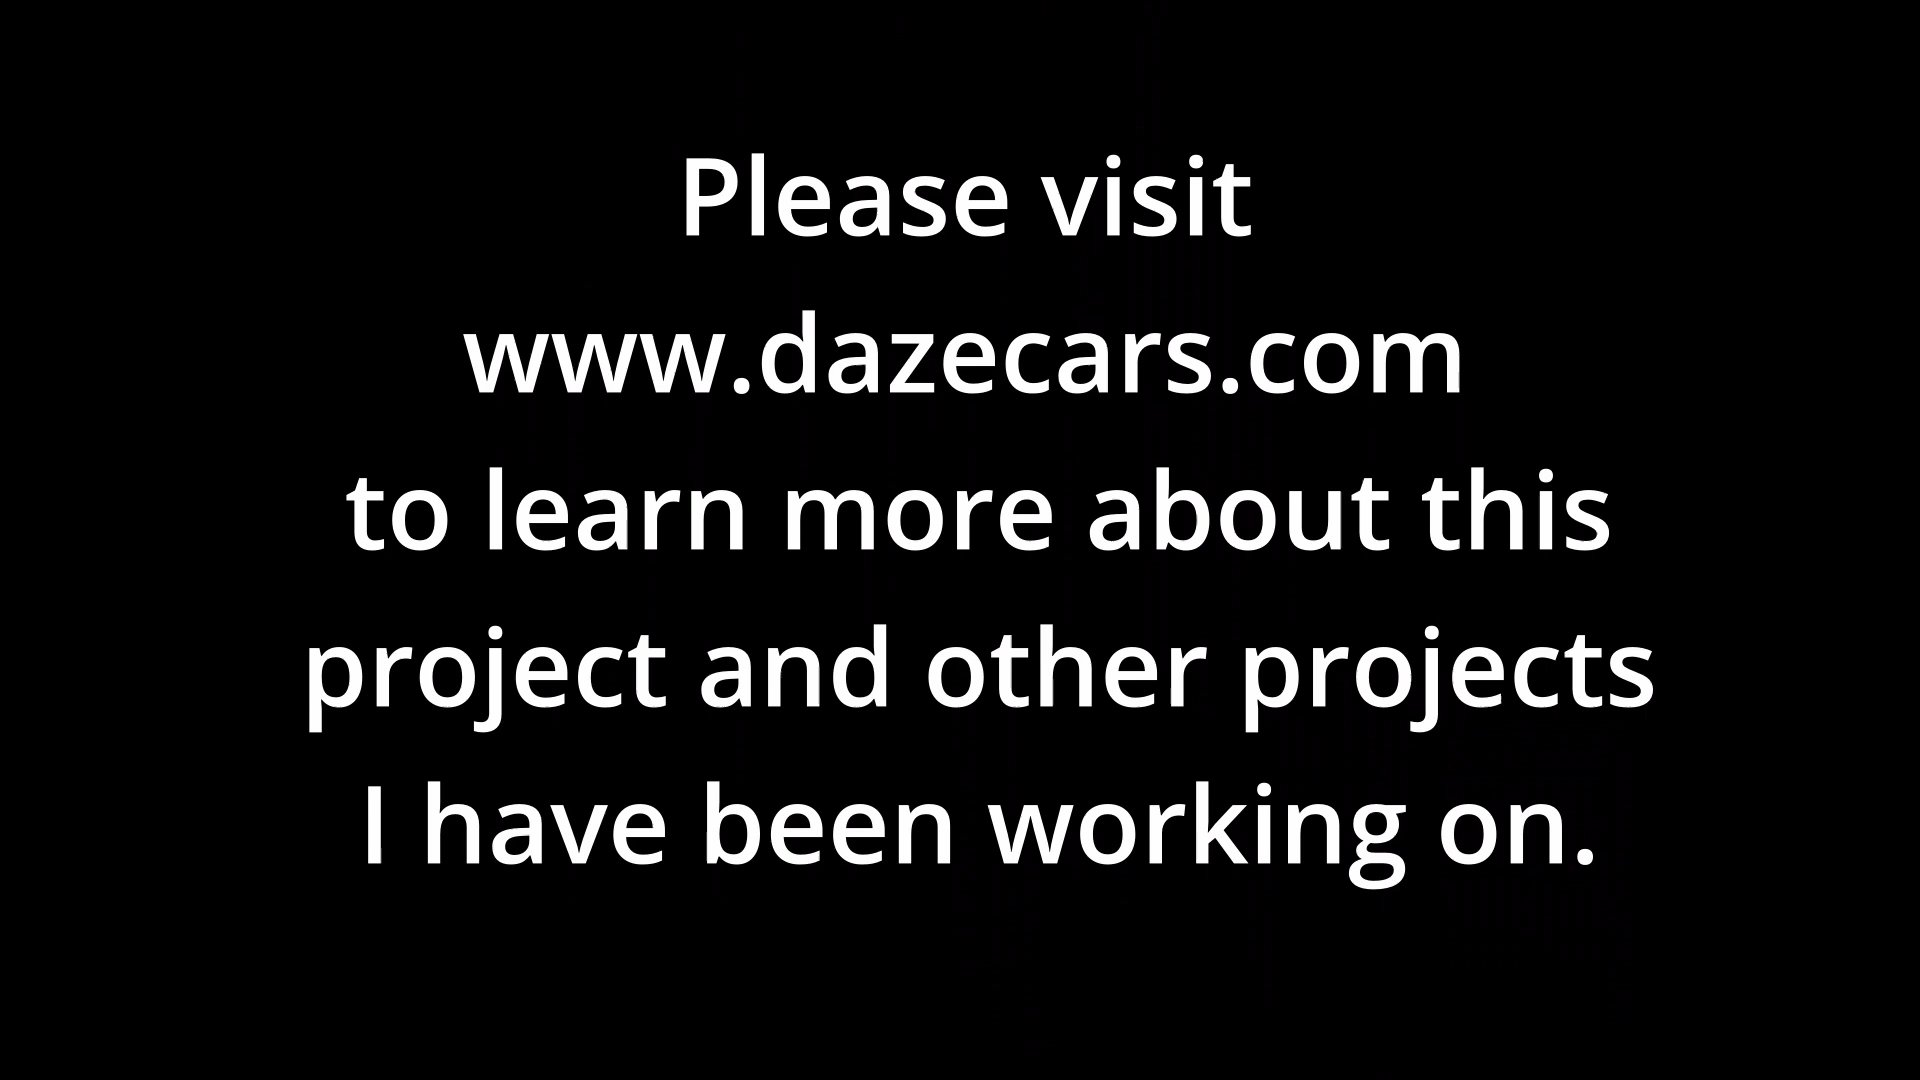 Please visit
www.dazecars.com
to learn more about this
project and other projects
I have been working on.